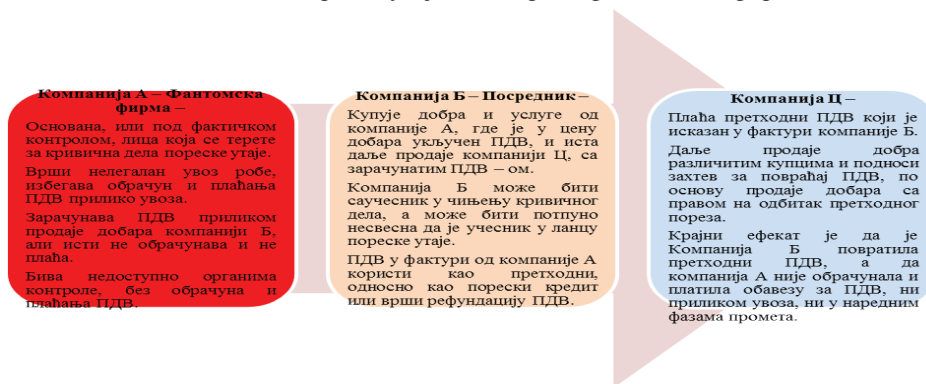 Компанија А – Фантомска
фирма –
Основана, или под фактичком
контролом, лица која се терете
за кривична дела пореске утаје.
Врши нелегалан увоз робе,
избегава обрачун и плаћања
ПДВ прилико увоза.
Зарачунава ПДВ приликом
продаје добара компанији Б,
али исти не обрачунава и не
плаћа.
Бива недоступно органима
контроле, без обрачуна и
плаћања ПДВ.
Компанија Б – Посредник –
Купује добра и услуге од
компаније А, где је у цену
добара укључен ПДВ, и иста
даље продаје компанији Ц, са
зарачунатим ПДВ – ом.
Компанија Б може бити
саучесник у чињењу кривичног
дела, а може бити потпуно
несвесна да је учесник у ланцу
пореске утаје.
ПДВ у фактури од компаније А
користи као претходни,
односно као порески кредит
или врши рефундацију ПДВ.
Компанија Ц –
Плаћа претходни ПДВ који је
исказан у фактури компаније Б.
Даље продаје добра
различитим купцима и подноси
захтев за повраћај ПДВ, по
основу продаје добара са
правом на одбитак претходног
пореза.
Крајни ефекат је да је
Компанија Б повратила
претходни ПДВ, а да
компанија А није обрачунала и
платила обавезу за ПДВ, ни
приликом увоза, ни у наредним
фазама промета.